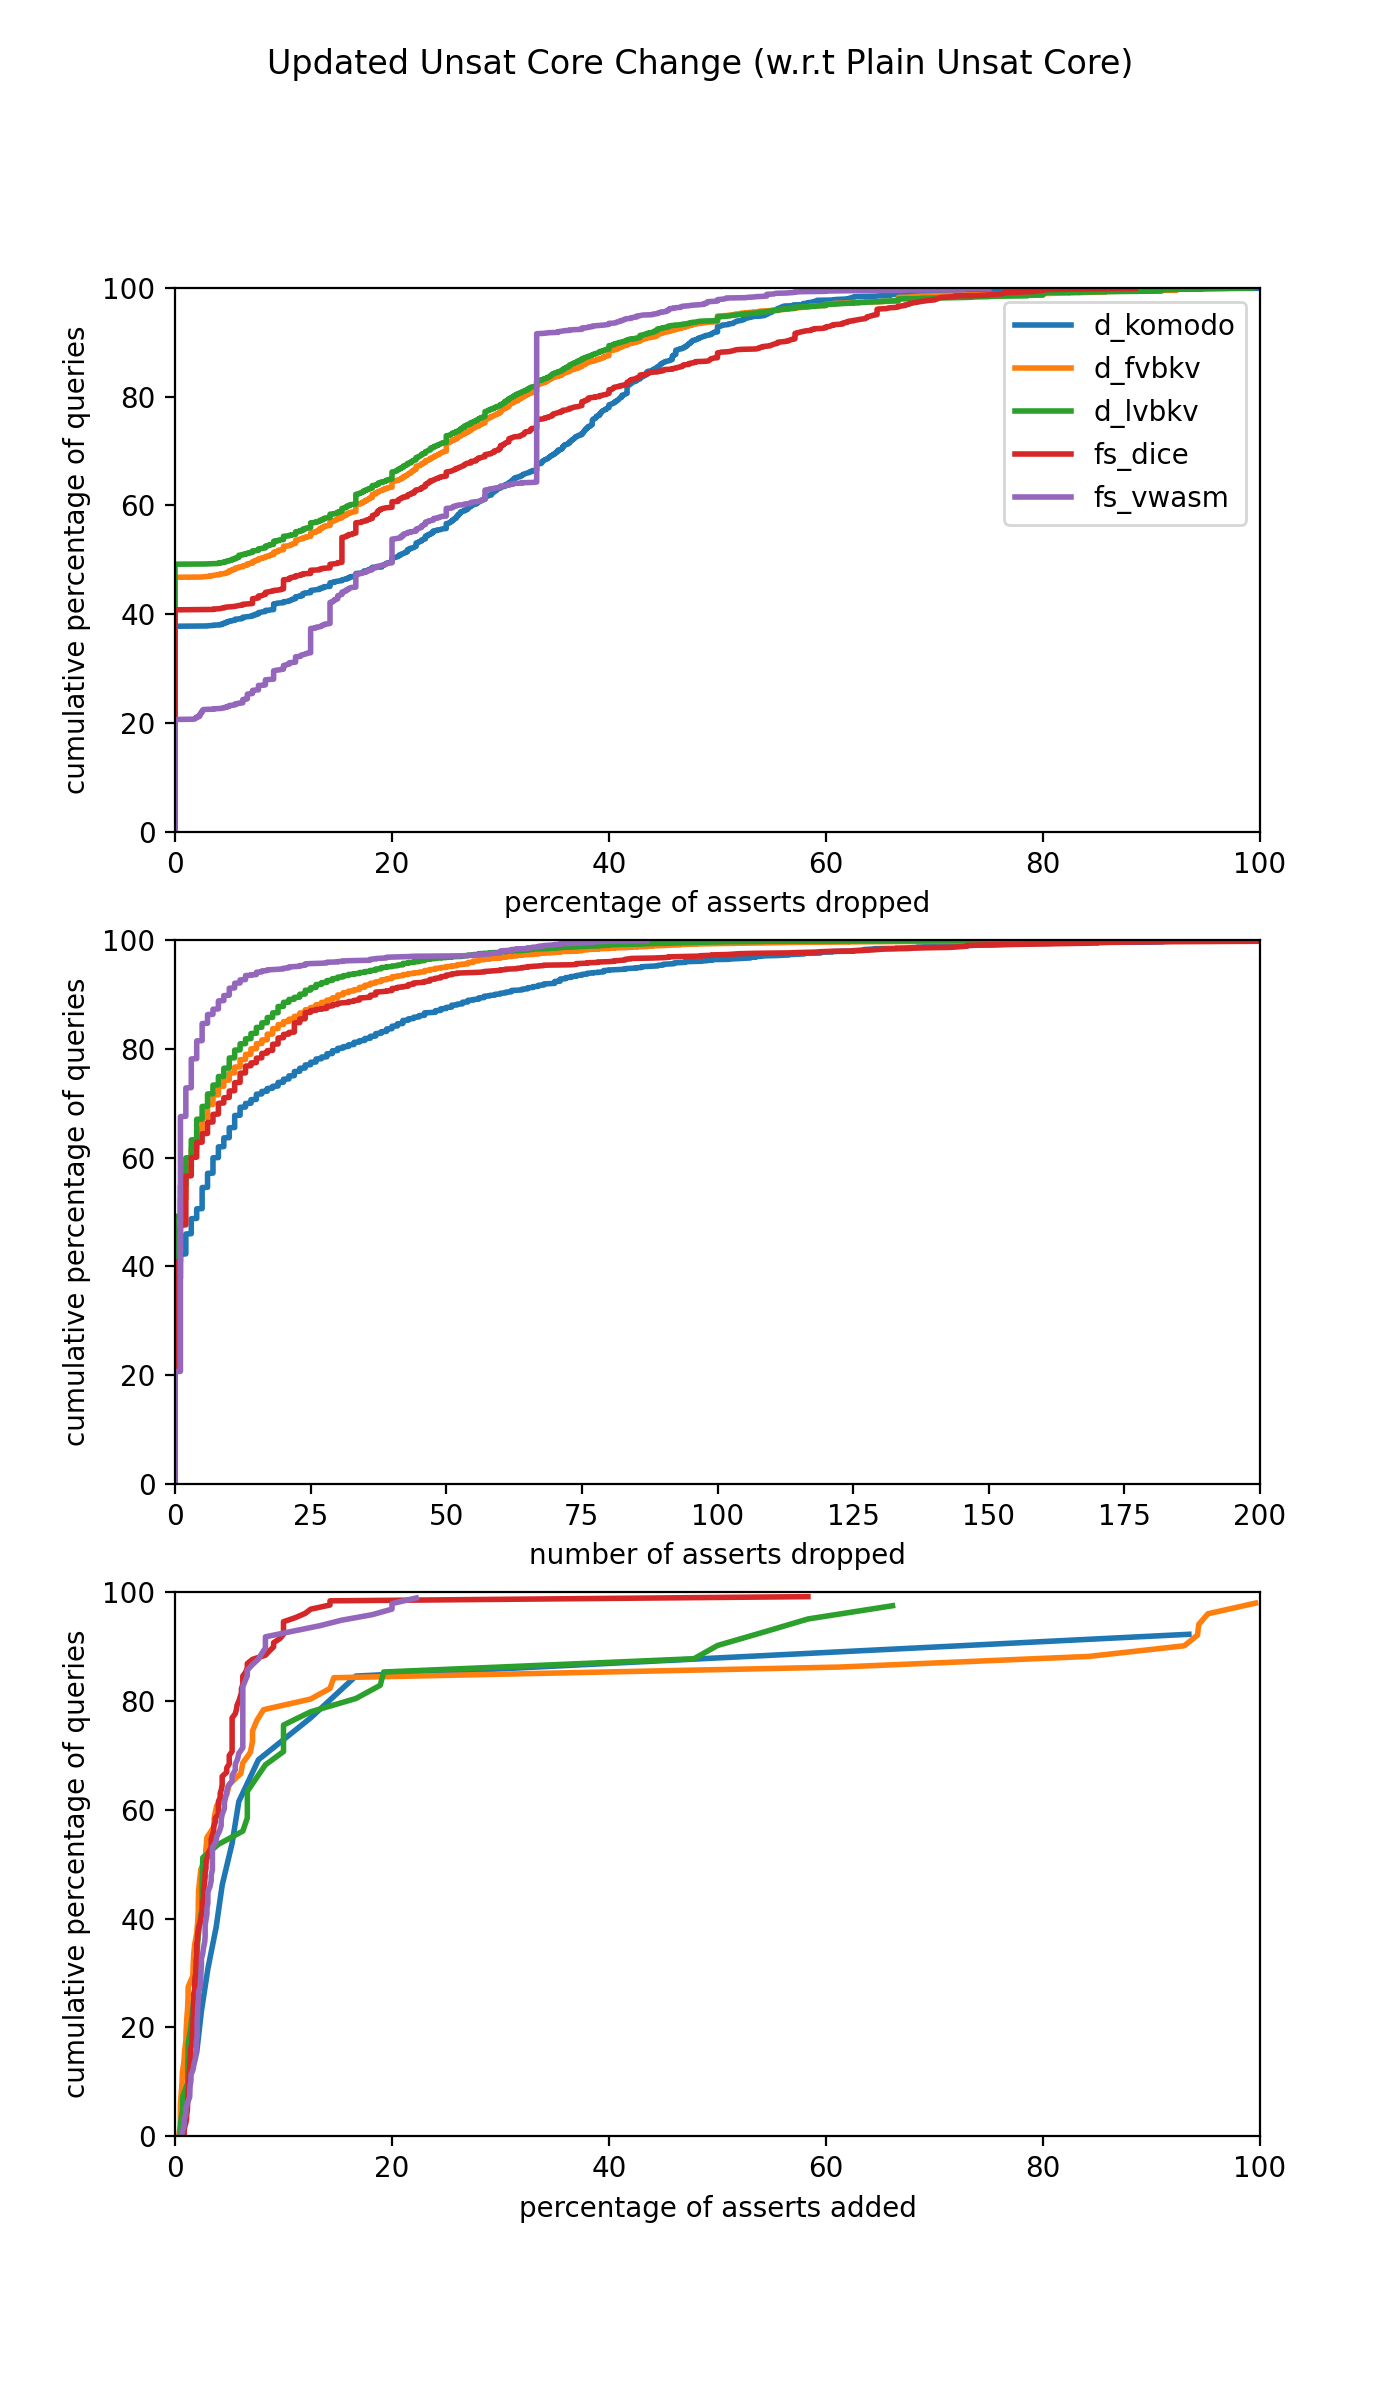 Updated Unsat Core Change (w.r.t Plain Unsat Core)
100
80
60
40
20
0
cumulative percentage of queries
d_komodo
d_fvbkv
d_lvbkv
fs_dice
fs_vwasm
0 20 40 60 80 100
percentage of asserts dropped
100
80
60
40
20
0
cumulative percentage of queries
0 25 50 75 100 125 150 175 200
number of asserts dropped
100
80
60
40
20
0
cumulative percentage of queries
0 20 40 60 80 100
percentage of asserts added